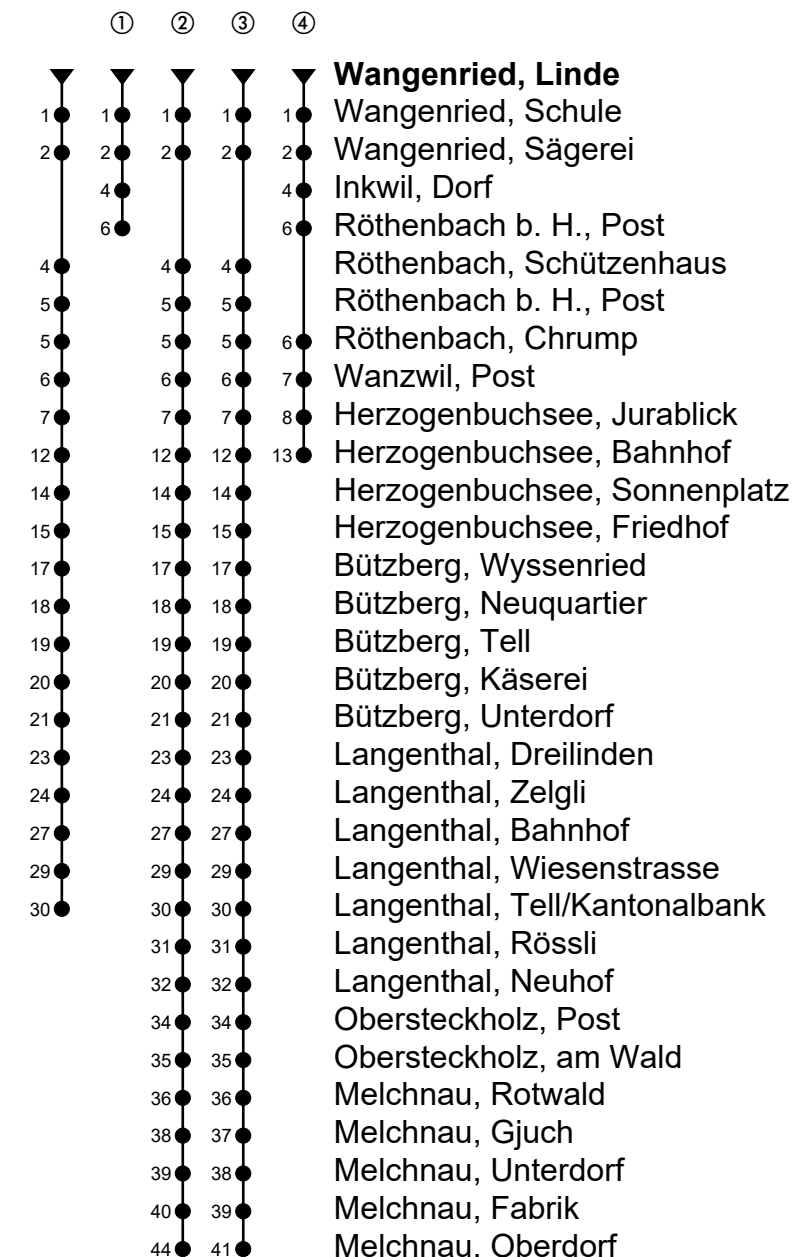 ① ② ③ ④
Wangenried, Linde
1 1 1 1 1 Wangenried, Schule
2 2 2 2 2 Wangenried, Sägerei
4 4 Inkwil, Dorf
6 6 Röthenbach b. H., Post
4 4 4 Röthenbach, Schützenhaus
5 5 5 Röthenbach b. H., Post
5 5 5 6 Röthenbach, Chrump
6 6 6 7 Wanzwil, Post
7 7 7 8 Herzogenbuchsee, Jurablick
12 12 12 13 Herzogenbuchsee, Bahnhof
14 14 14 Herzogenbuchsee, Sonnenplatz
15 15 15 Herzogenbuchsee, Friedhof
17 17 17 Bützberg, Wyssenried
18 18 18 Bützberg, Neuquartier
19 19 19 Bützberg, Tell
20 20 20 Bützberg, Käserei
21 21 21 Bützberg, Unterdorf
23 23 23 Langenthal, Dreilinden
24 24 24 Langenthal, Zelgli
27 27 27 Langenthal, Bahnhof
29 29 29 Langenthal, Wiesenstrasse
30 30 30 Langenthal, Tell/Kantonalbank
31 31 Langenthal, Rössli
32 32 Langenthal, Neuhof
34 34 Obersteckholz, Post
35 35 Obersteckholz, am Wald
36 36 Melchnau, Rotwald
38 37 Melchnau, Gjuch
39 38 Melchnau, Unterdorf
40 39 Melchnau, Fabrik
44 41 Melchnau, Oberdorf